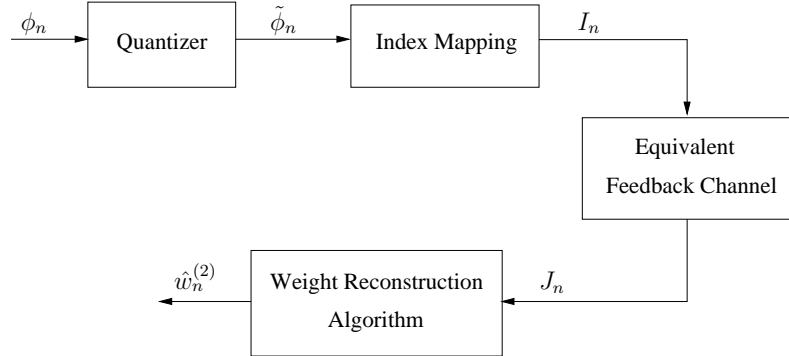 ϕ_n
Quantizer
ϕ̃_n
Index Mapping
I_n
Equivalent
Feedback Channel
J_n
Weight Reconstruction
Algorithm
ŵ_n^{(2)}